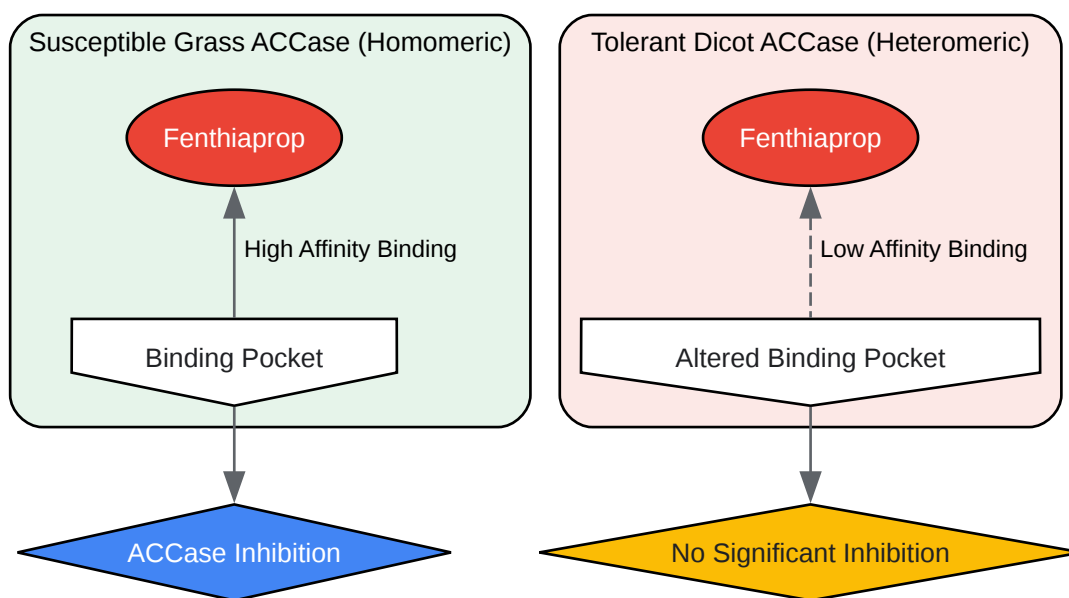 Susceptible Grass ACCase (Homomeric)
Fenthiaprop
High Affinity Binding
Binding Pocket
ACCase Inhibition
Tolerant Dicot ACCase (Heteromeric)
Fenthiaprop
Low Affinity Binding
Altered Binding Pocket
No Significant Inhibition